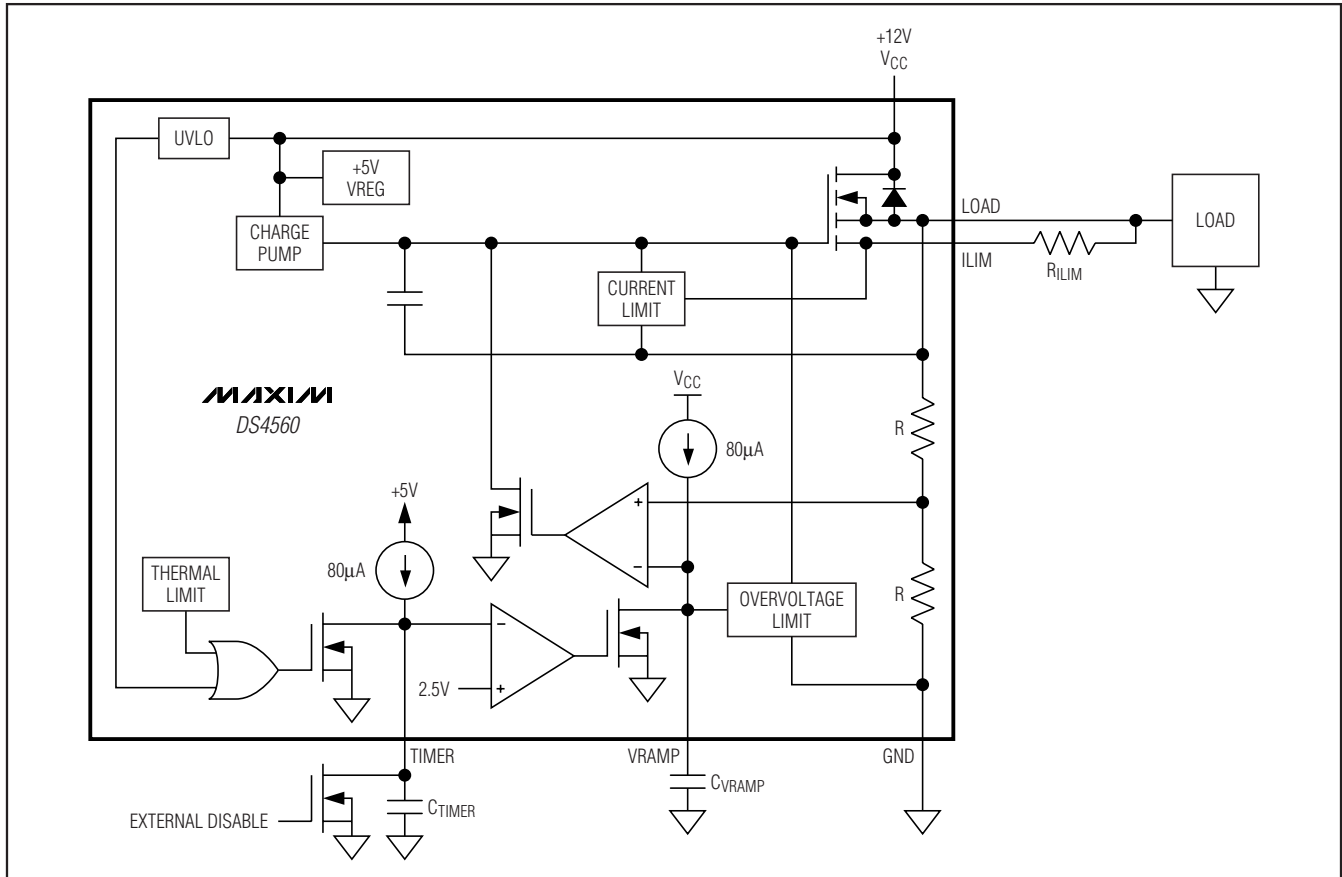 +12V
VCC
UVLO
+5V
VREG
CHARGE
PUMP
LOAD
LOAD
ILIM
RILIM
CURRENT
LIMIT
MAXIM
DS4560
VCC
80µA
R
+5V
80µA
+
−
THERMAL
LIMIT
OVERVOLTAGE
LIMIT
R
−
2.5V
+
TIMER
VRAMP
GND
CTIMER
CVRAMP
EXTERNAL DISABLE